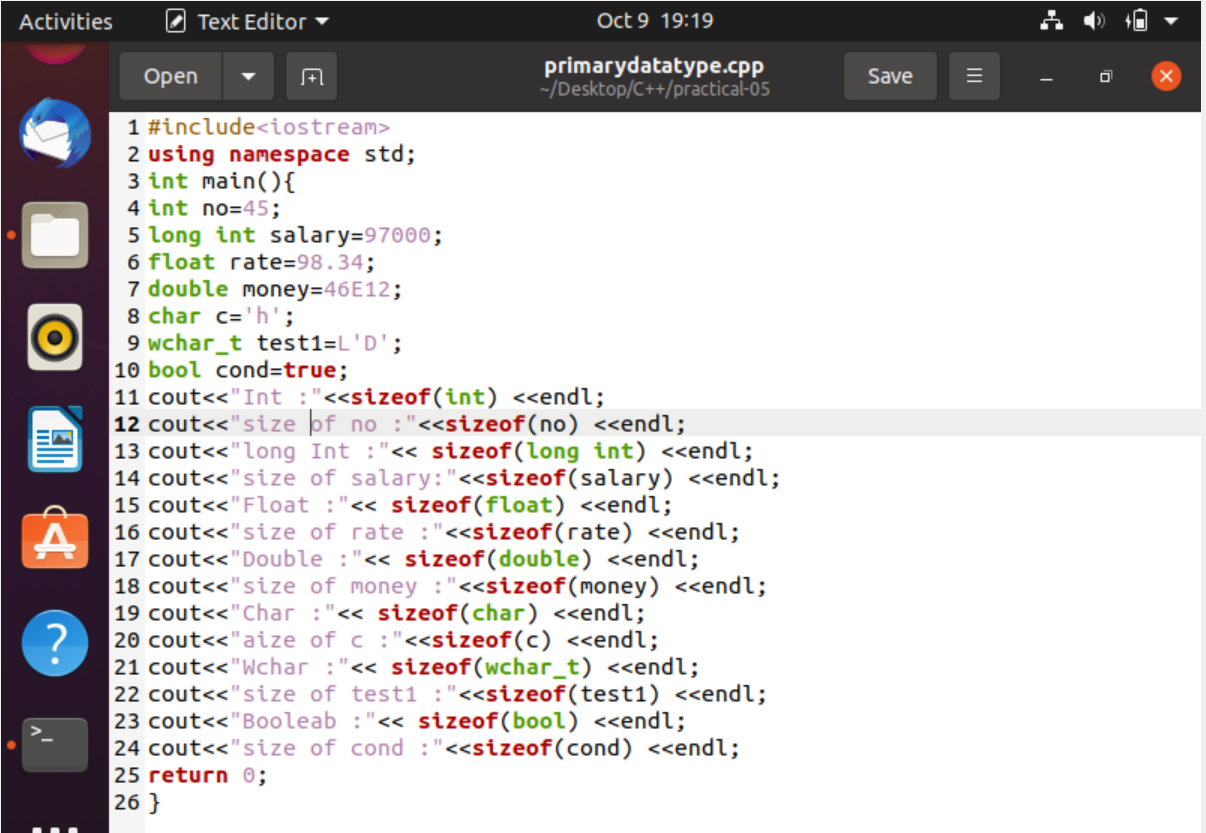 Activities Text Editor Oct 9 19:19
Open primarydatatype.cpp Save
~/Desktop/C++/practical-05
1 #include<iostream>
2 using namespace std;
3 int main(){
4 int no=45;
5 long int salary=97000;
6 float rate=98.34;
7 double money=46E12;
8 char c='h';
9 wchar_t test1=L'D';
10 bool cond=true;
11 cout<<"Int :"<<sizeof(int) <<endl;
12 cout<<"size of no :"<<sizeof(no) <<endl;
13 cout<<"long Int :"<< sizeof(long int) <<endl;
14 cout<<"size of salary:"<<sizeof(salary) <<endl;
15 cout<<"Float :"<< sizeof(float) <<endl;
16 cout<<"size of rate :"<<sizeof(rate) <<endl;
17 cout<<"Double :"<< sizeof(double) <<endl;
18 cout<<"size of money :"<<sizeof(money) <<endl;
19 cout<<"Char :"<< sizeof(char) <<endl;
20 cout<<"aize of c :"<<sizeof(c) <<endl;
21 cout<<"Wchar :"<< sizeof(wchar_t) <<endl;
22 cout<<"size of test1 :"<<sizeof(test1) <<endl;
23 cout<<"Booleab :"<< sizeof(bool) <<endl;
24 cout<<"size of cond :"<<sizeof(cond) <<endl;
25 return 0;
26 }